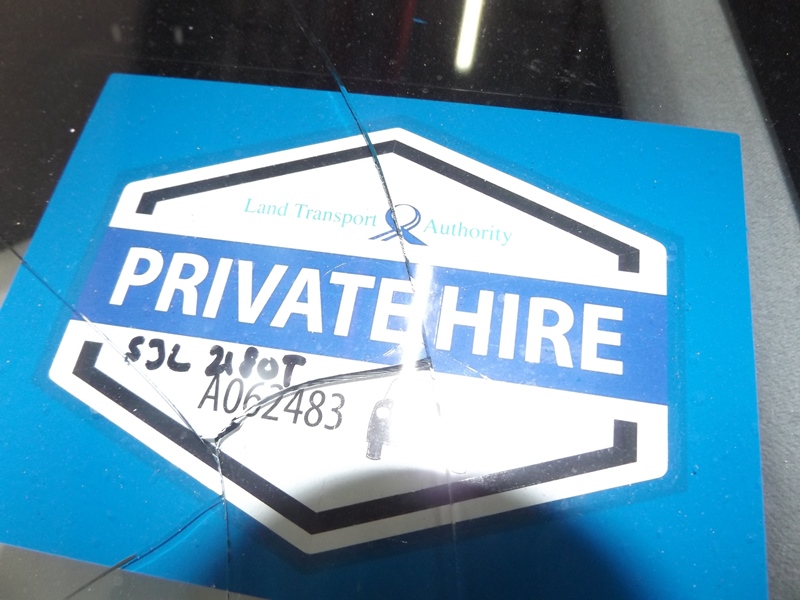 Land Transport Authority
PRIVATE HIRE
SJL 2180T
A062483